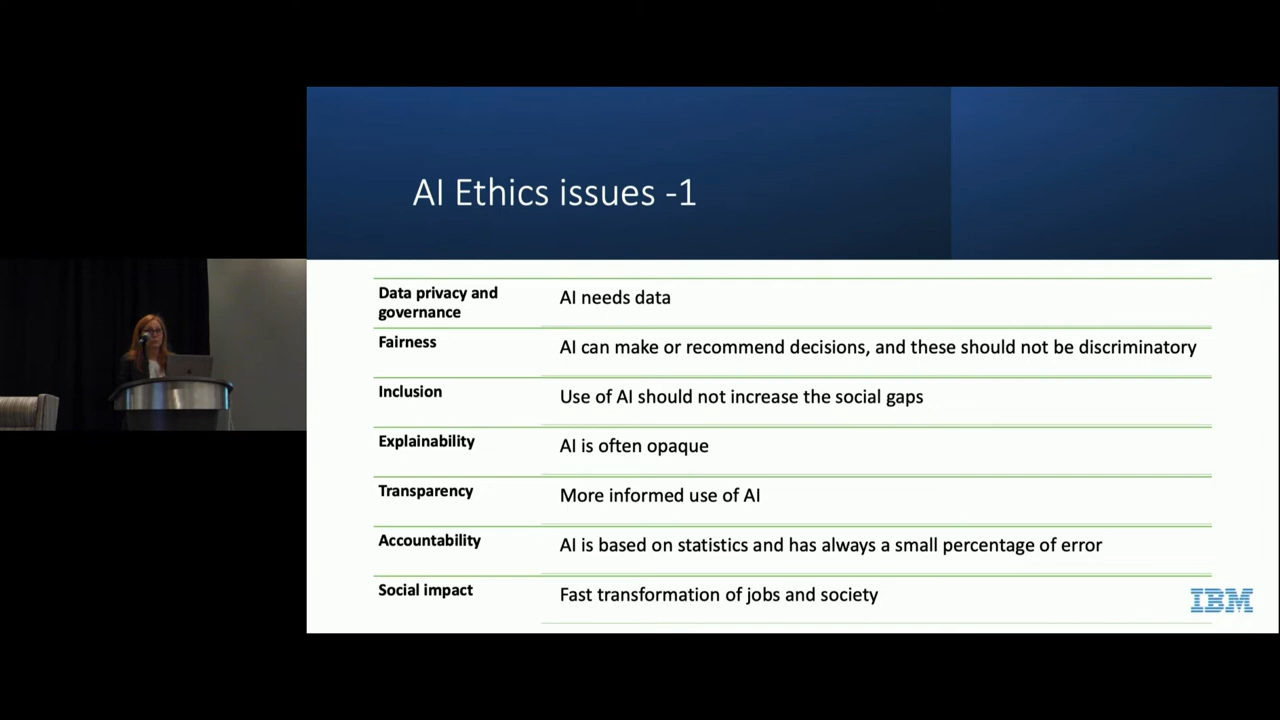 AI Ethics issues -1
Data privacy and
governance
AI needs data
Fairness
AI can make or recommend decisions, and these should not be discriminatory
Inclusion
Use of AI should not increase the social gaps
Explainability
AI is often opaque
Transparency
More informed use of AI
Accountability
AI is based on statistics and has always a small percentage of error
Social impact
Fast transformation of jobs and society
IBM